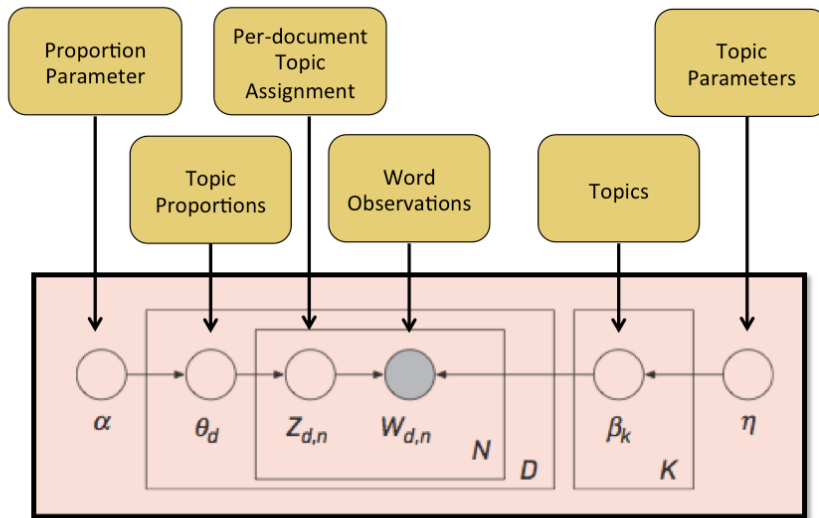 Proportion
Parameter
Per-document
Topic
Assignment
Topic
Parameters
Topic
Proportions
Word
Observations
Topics
α
θd
Zd,n
Wd,n
N
D
βk
K
η